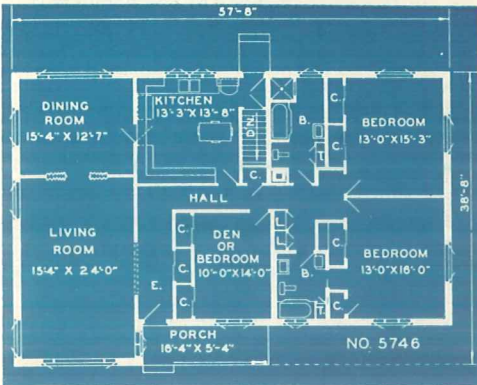 57'-8"
DINING
ROOM
15'-4" X 12'-7"
KITCHEN
13'-3" X 13'-8"
DN.
B.
C.
BEDROOM
13'-0" X 15'-3"
C.
T.
C.
38'-8"
HALL
LIVING
ROOM
15'4" X 24'-0"
E.
C.
C.
C.
DEN
OR
BEDROOM
10'-0" X 14'-0"
L.
L.
B.
T.
C.
C.
BEDROOM
13'-0" X 16'-0"
PORCH
16'-4" X 5'-4"
NO. 5746